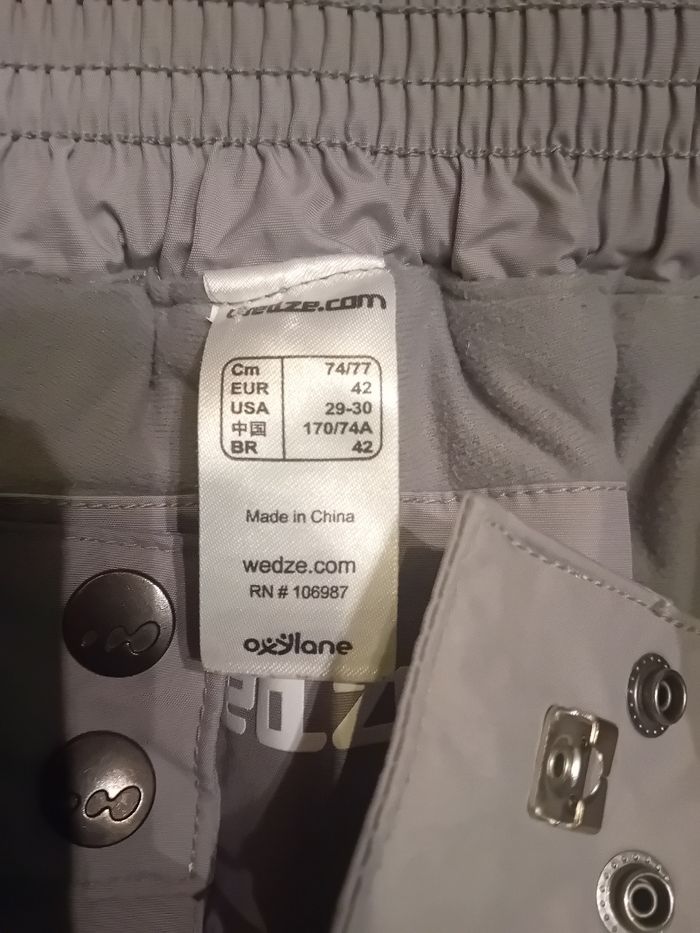 wedze.com
Cm 74/77
EUR 42
USA 29-30
中国 170/74A
BR 42
Made in China
wedze.com
RN # 106987
oxylane